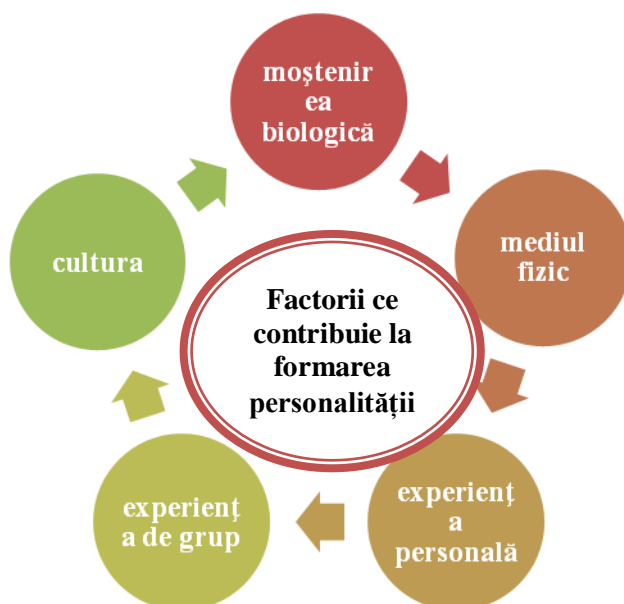 moştenir
ea
biologică
mediul
fizic
experienţ
a
personală
experienţ
a de grup
cultura
Factorii ce
contribuie la
formarea
personalității